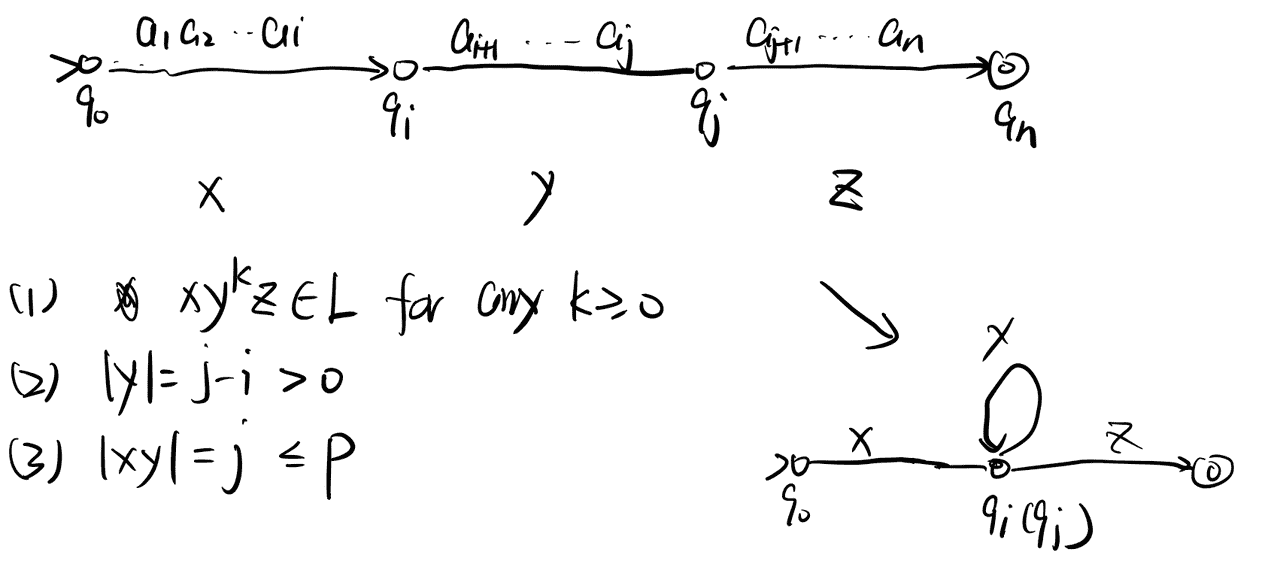 a₁a₂ ··· aᵢ aᵢ₊₁ ···- aⱼ aⱼ₊₁ ···· aₙ
q₀ qᵢ qⱼ qₙ
x y z
(1) xyᵏz ∈ L for any k ≥ 0
(2) |y| = j-i > 0
(3) |xy| = j ≤ p
y
x z
q₀ qᵢ(qⱼ)